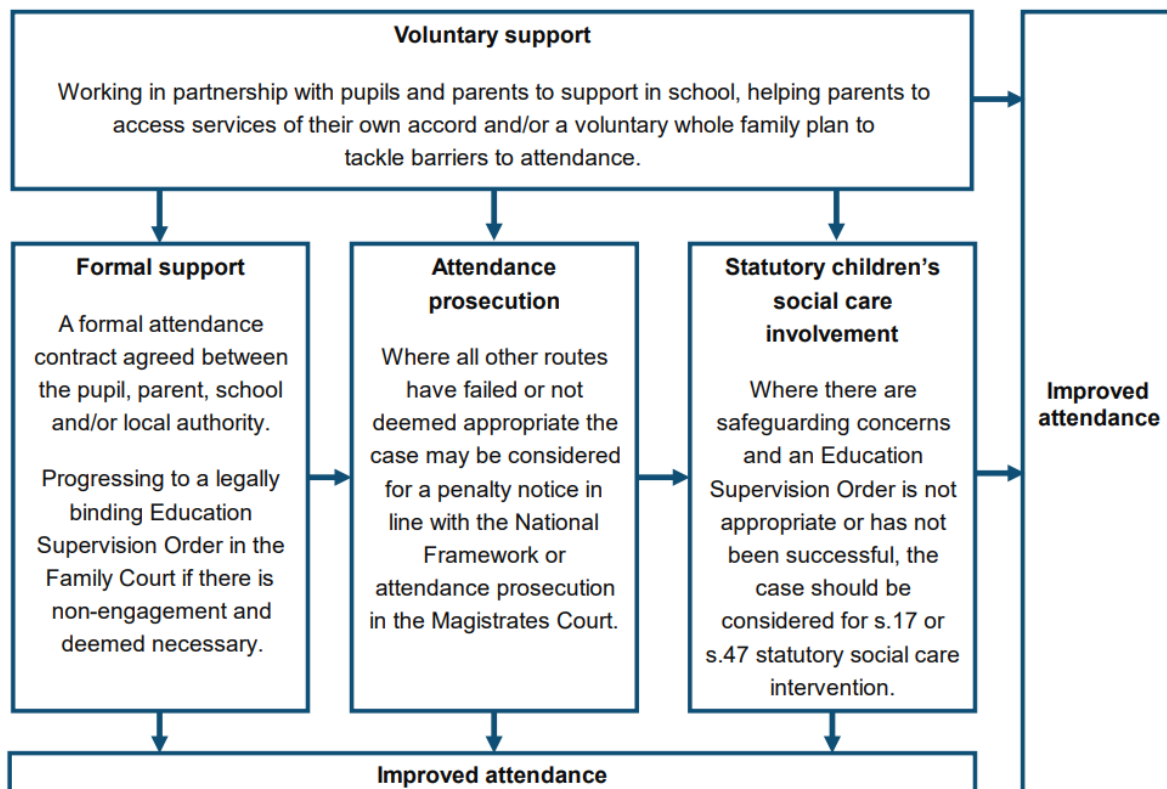 Voluntary support
Working in partnership with pupils and parents to support in school, helping parents to
access services of their own accord and/or a voluntary whole family plan to
tackle barriers to attendance.
Formal support
A formal attendance
contract agreed between
the pupil, parent, school
and/or local authority.
Progressing to a legally
binding Education
Supervision Order in the
Family Court if there is
non-engagement and
deemed necessary.
Attendance
prosecution
Where all other routes
have failed or not
deemed appropriate the
case may be considered
for a penalty notice in
line with the National
Framework or
attendance prosecution
in the Magistrates Court.
Statutory children’s
social care
involvement
Where there are
safeguarding concerns
and an Education
Supervision Order is not
appropriate or has not
been successful, the
case should be
considered for s.17 or
s.47 statutory social care
intervention.
Improved
attendance
Improved attendance